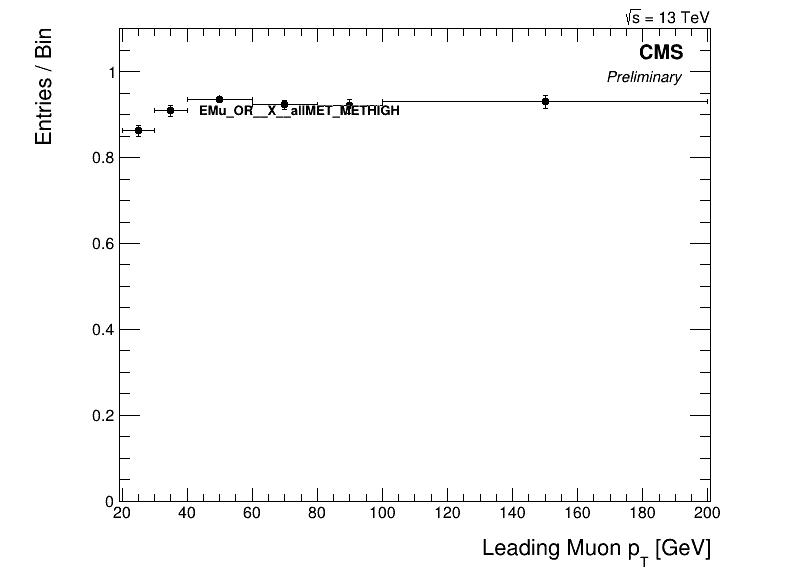 √s = 13 TeV
CMS
Preliminary
Entries / Bin
1
0.8
0.6
0.4
0.2
0
EMu_OR__X__allMET_METHIGH
20 40 60 80 100 120 140 160 180 200
Leading Muon pT [GeV]